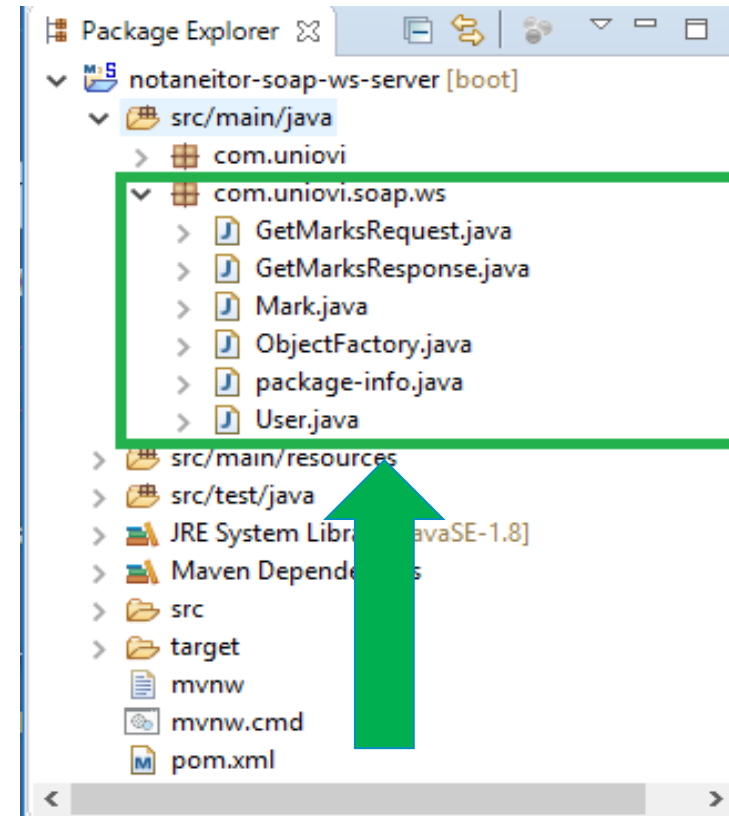 Package Explorer
notaneitor-soap-ws-server [boot]
src/main/java
com.uniovi
com.uniovi.soap.ws
GetMarksRequest.java
GetMarksResponse.java
Mark.java
ObjectFactory.java
package-info.java
User.java
src/main/resources
src/test/java
JRE System avaSE-1.8]
Maven
src
target
mvnw
mvnw.cmd
pom.xml